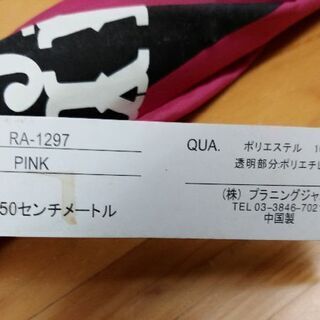 RA-1297
PINK
50センチメートル
QUA. ポリエステル
透明部分:ポリエチレ
(株) プラニングジャ
TEL 03-3846-702
中国製